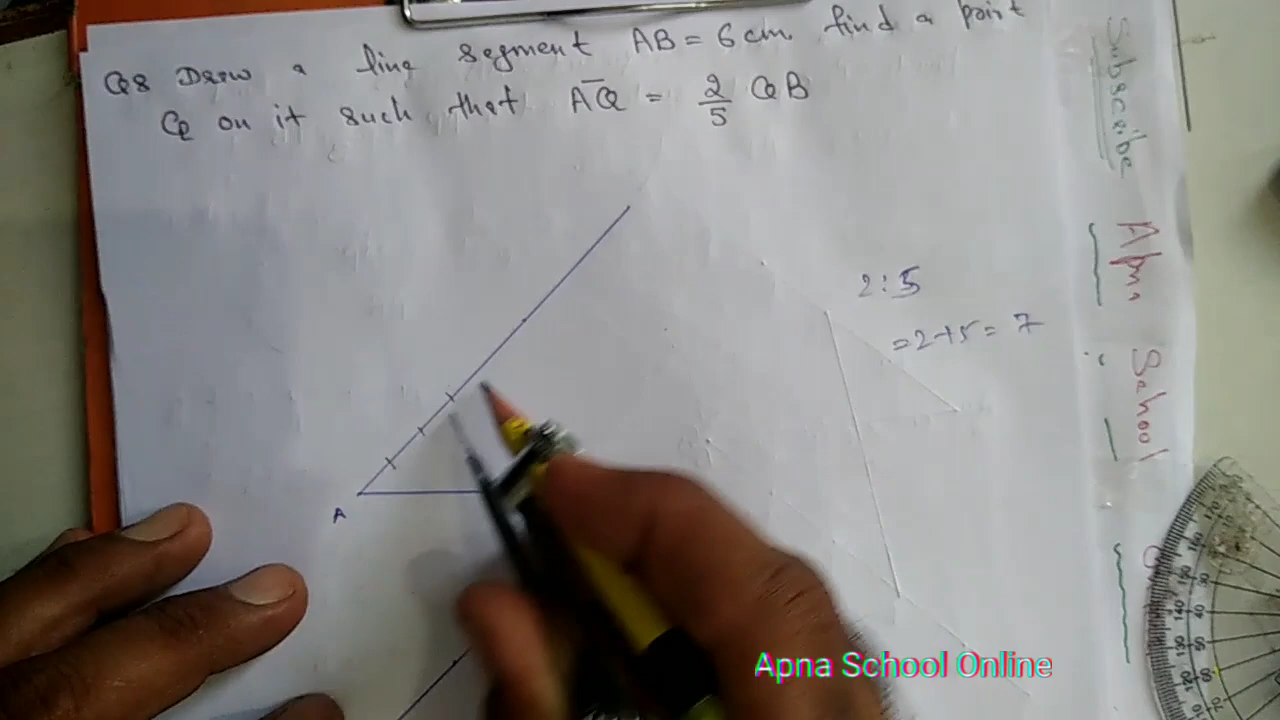 Q8 Draw a line segment AB = 6 cm. find a point
Q on it such that AQ = 2/5 QB
2:5
= 2+5 = 7
A
Subscribe Apna School
Apna School Online